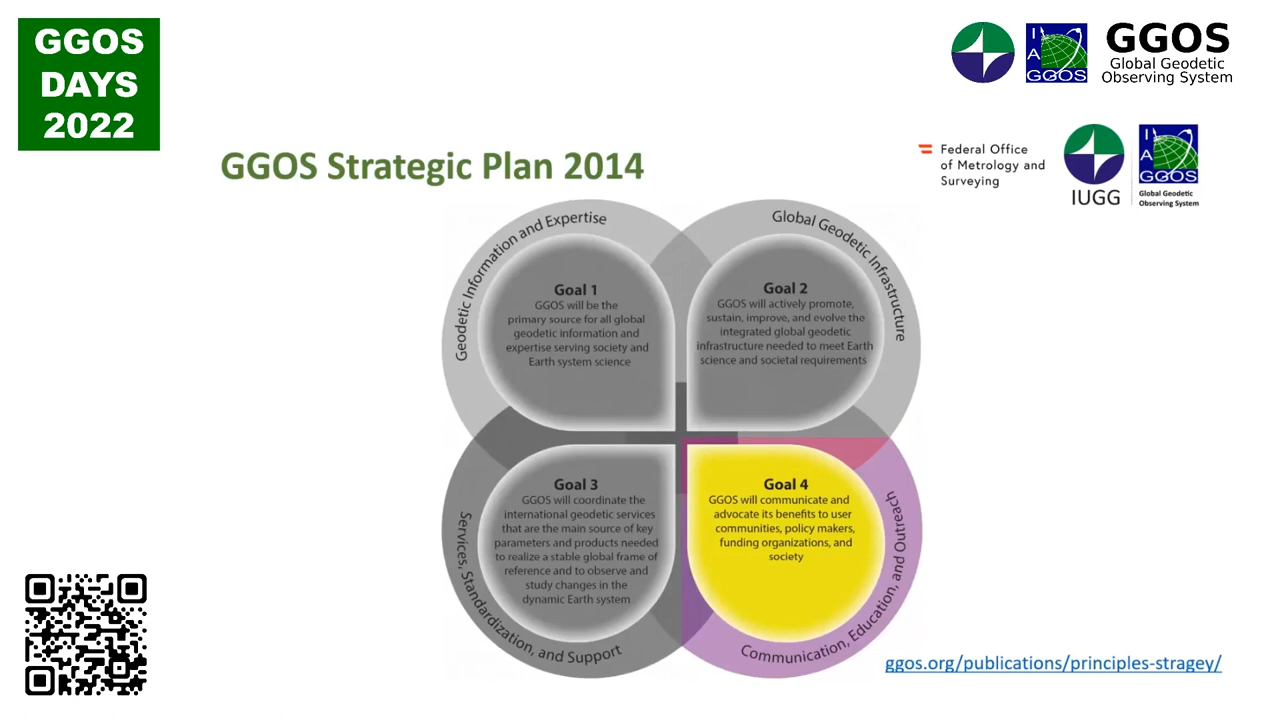 GGOS
DAYS
2022
I
A
GGOS
GGOS
Global Geodetic
Observing System
Federal Office
of Metrology and
Surveying
IUGG
I
A
GGOS
Global Geodetic
Observing System
GGOS Strategic Plan 2014
Geodetic Information and Expertise
Global Geodetic Infrastructure
Goal 1
GGOS will be the
primary source for all global
geodetic information and
expertise serving society and
Earth system science
Goal 2
GGOS will actively promote,
sustain, improve, and evolve the
integrated global geodetic
infrastructure needed to meet Earth
science and societal requirements
Goal 3
GGOS will coordinate the
international geodetic services
that are the main source of key
parameters and products needed
to realize a stable global frame of
reference and to observe and
study changes in the
dynamic Earth system
Goal 4
GGOS will communicate and
advocate its benefits to user
communities, policy makers,
funding organizations, and
society
Services, Standardization, and Support
Communication, Education, and Outreach
ggos.org/publications/principles-stragey/